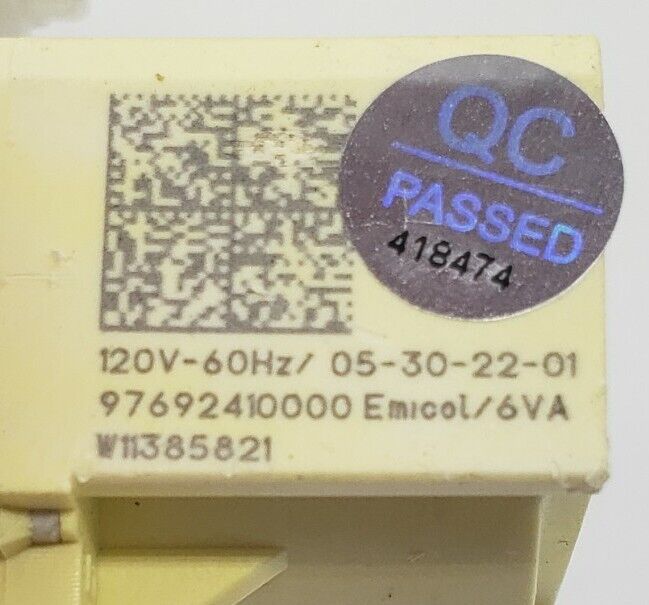 QC
PASSED
418474
120V-60Hz/ 05-30-22-01
97692410000 Emicol/6VA
W11385821